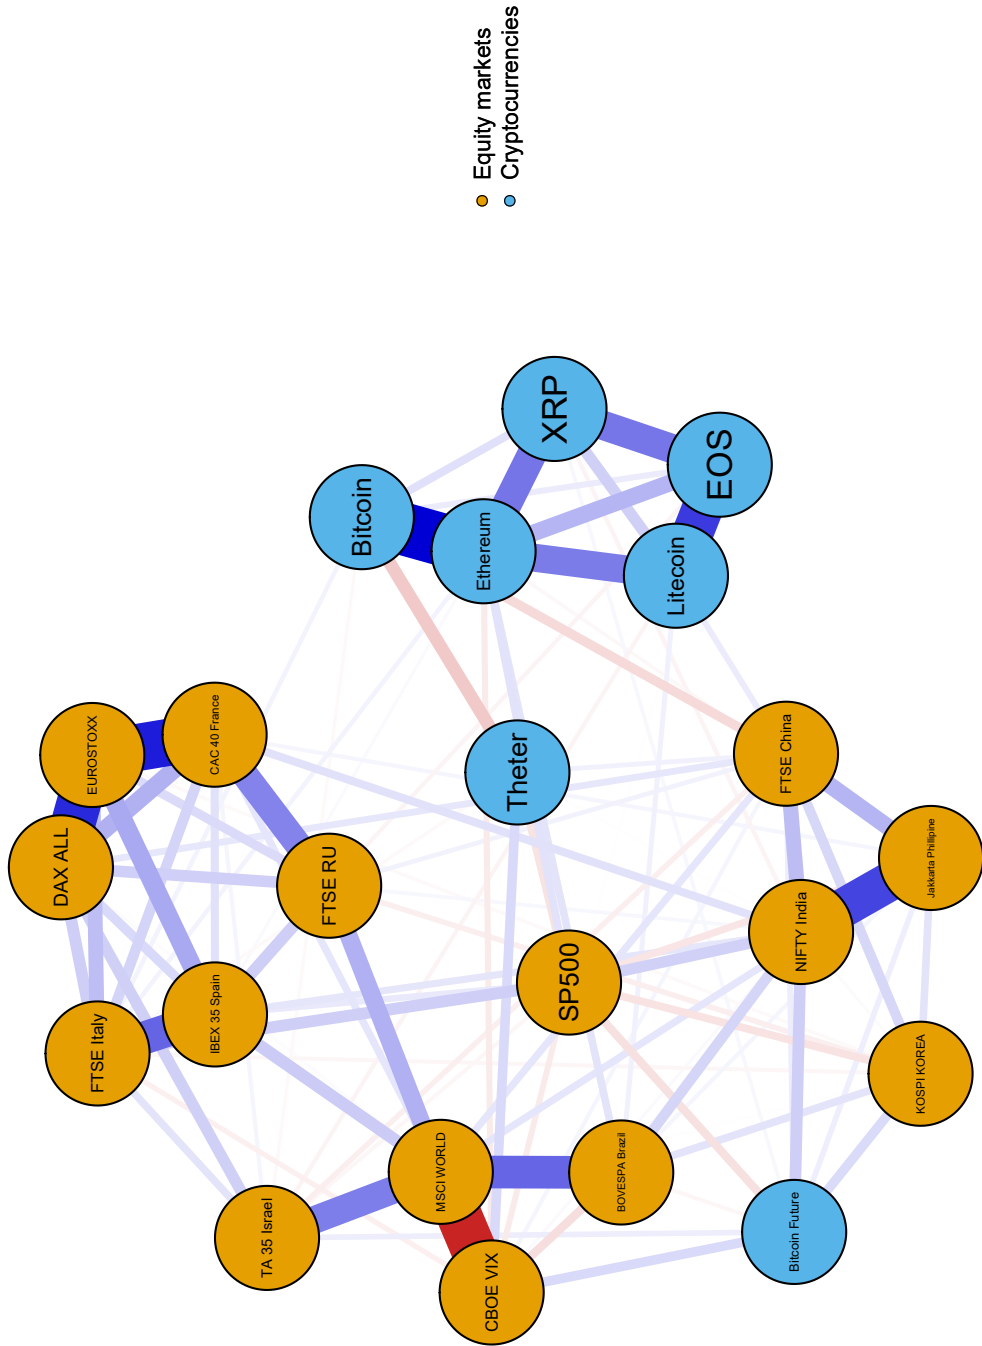 Equity markets
Cryptocurrencies
XRP
EOS
Bitcoin
Ethereum
Litecoin
EUROSTOXX
CAC 40 France
DAX ALL
FTSE RU
Theter
FTSE China
Jakkarta Phillipine
NIFTY India
SP500
FTSE Italy
IBEX 35 Spain
KOSPI KOREA
TA 35 Israel
MSCI WORLD
BOVESPA Brazil
CBOE VIX
Bitcoin Future